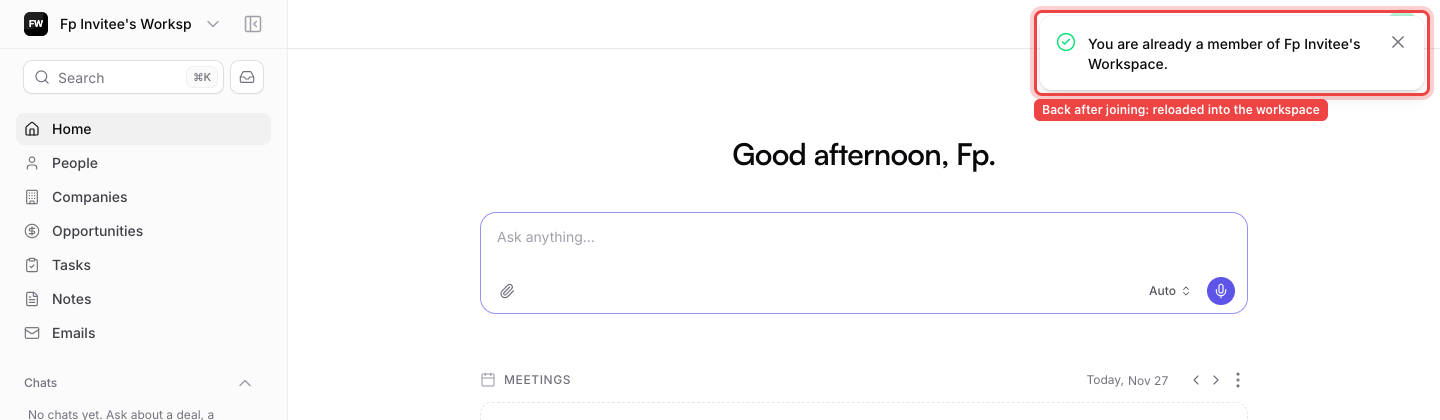 FW
Fp Invitee's Worksp
Search
⌘K
Home
People
Companies
Opportunities
Tasks
Notes
Emails
Chats
No chats yet. Ask about a deal, a
You are already a member of Fp Invitee's
Workspace.
Back after joining: reloaded into the workspace
Good afternoon, Fp.
Ask anything...
Auto
MEETINGS
Today, Nov 27